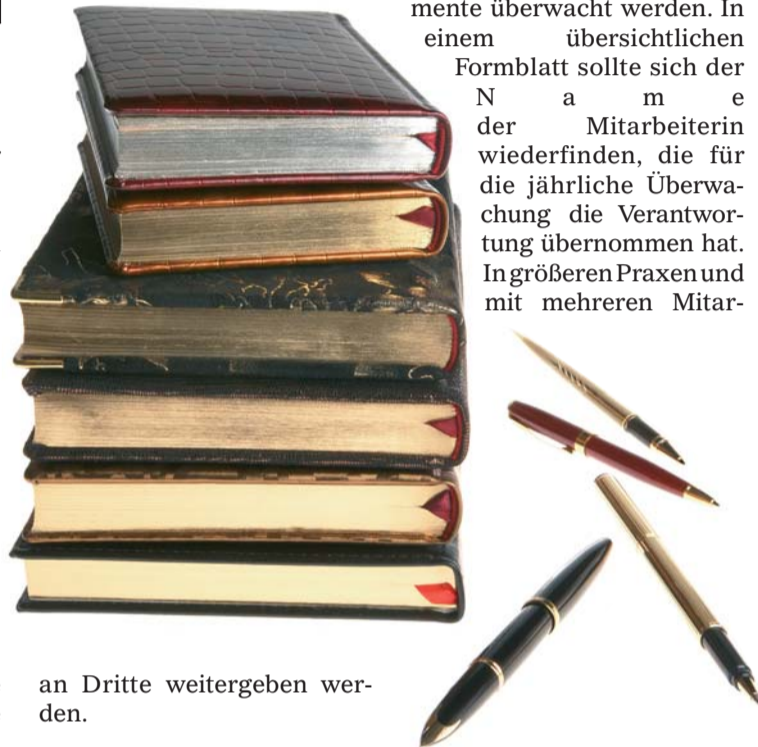 an Dritte weitergeben wer-
den.
mente überwacht werden. In
einem übersichtlichen
Formblatt sollte sich der
N a m e
der Mitarbeiterin
wiederfinden, die für
die jährliche Überwa-
chung die Verantwor-
tung übernommen hat.
In größeren Praxen und
mit mehreren Mitar-